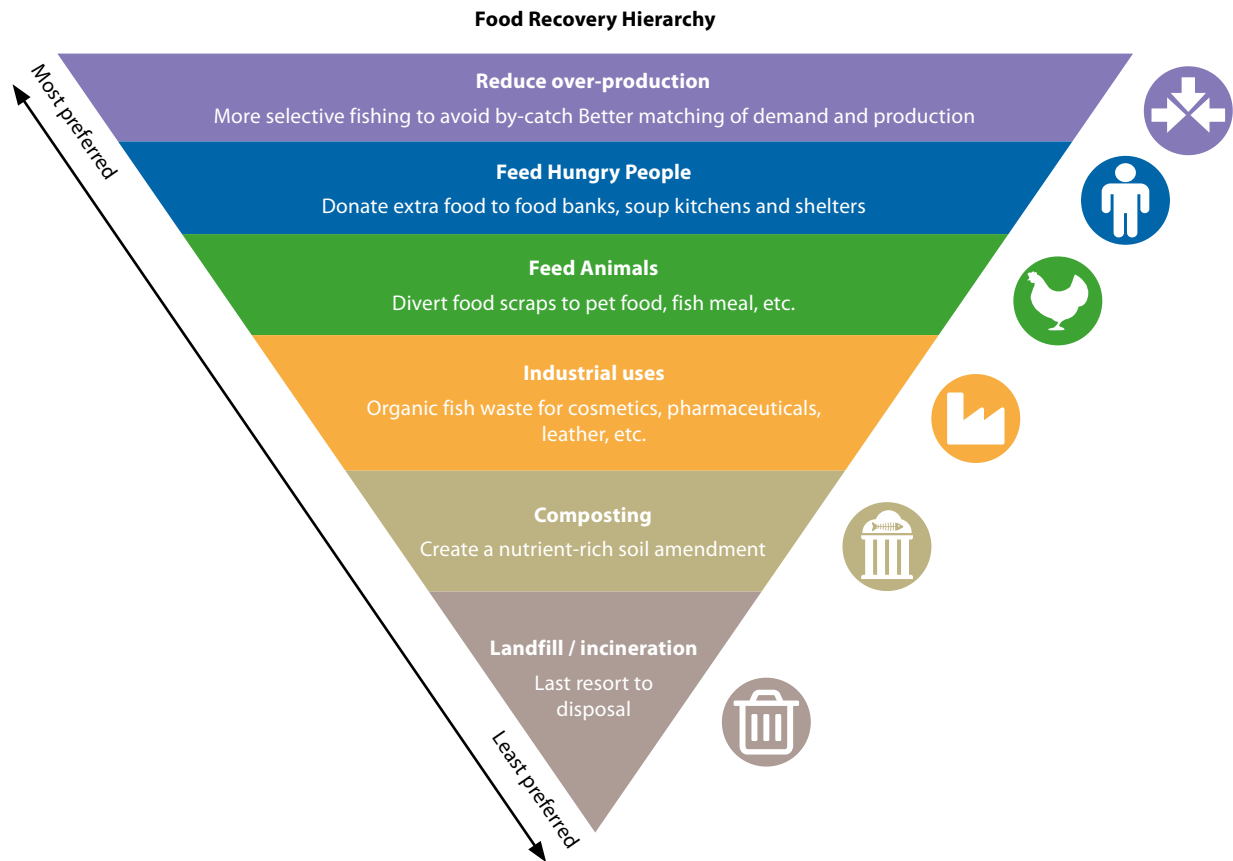 Food Recovery Hierarchy
Most preferred
Reduce over-production
More selective fishing to avoid by-catch Better matching of demand and production
Feed Hungry People
Donate extra food to food banks, soup kitchens and shelters
Feed Animals
Divert food scraps to pet food, fish meal, etc.
Industrial uses
Organic fish waste for cosmetics, pharmaceuticals,
leather, etc.
Composting
Create a nutrient-rich soil amendment
Landfill / incineration
Last resort to
disposal
Least preferred